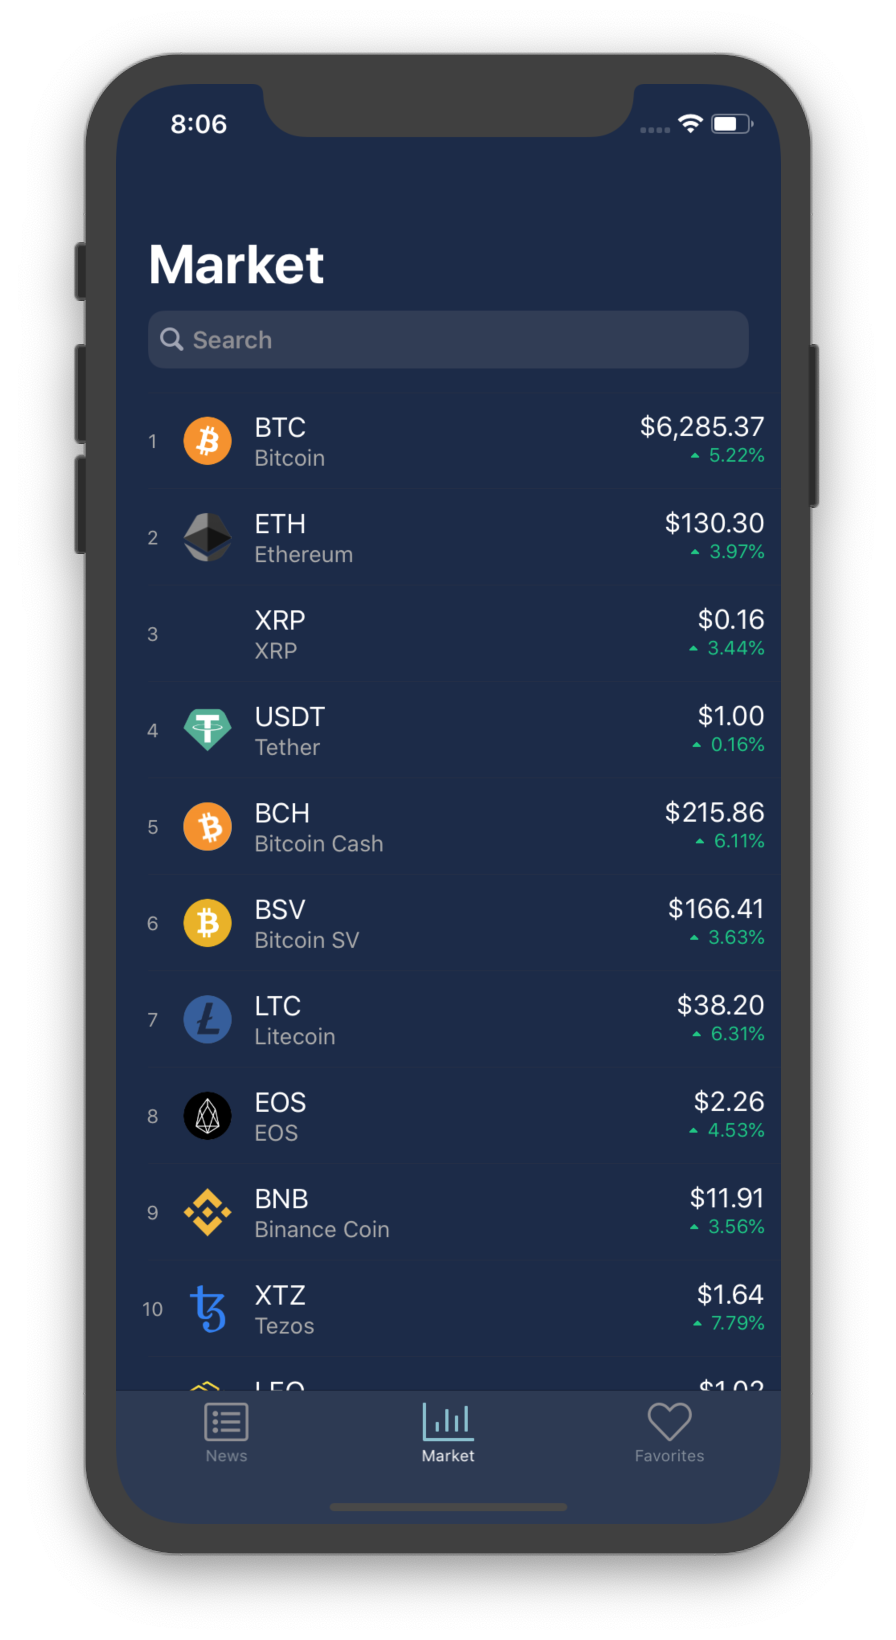 8:06
Market
Search
1 BTC $6,285.37
Bitcoin 5.22%
2 ETH $130.30
Ethereum 3.97%
3 XRP $0.16
XRP 3.44%
4 USDT $1.00
Tether 0.16%
5 BCH $215.86
Bitcoin Cash 6.11%
6 BSV $166.41
Bitcoin SV 3.63%
7 LTC $38.20
Litecoin 6.31%
8 EOS $2.26
EOS 4.53%
9 BNB $11.91
Binance Coin 3.56%
10 XTZ $1.64
Tezos 7.79%
LEO $1.02
News Market Favorites